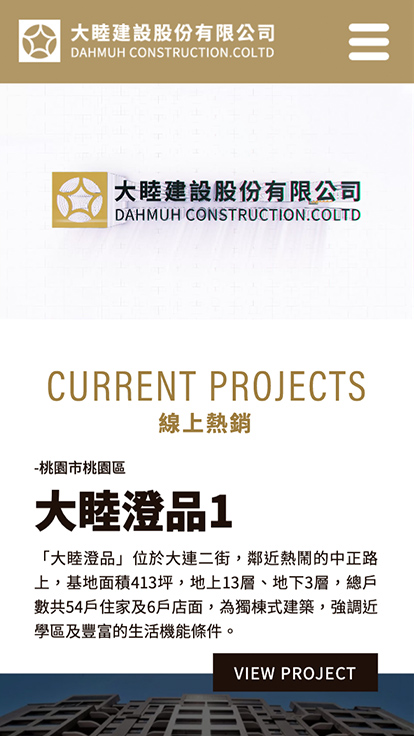 大睦建設股份有限公司
DAHMUH CONSTRUCTION.COLTD
大睦建設股份有限公司
DAHMUH CONSTRUCTION.COLTD
CURRENT PROJECTS
線上熱銷
-桃園市桃園區
大睦澄品1
「大睦澄品」位於大連二街，鄰近熱鬧的中正路
上，基地面積413坪，地上13層、地下3層，總戶
數共54戶住家及6戶店面，為獨棟式建築，強調近
學區及豐富的生活機能條件。
VIEW PROJECT